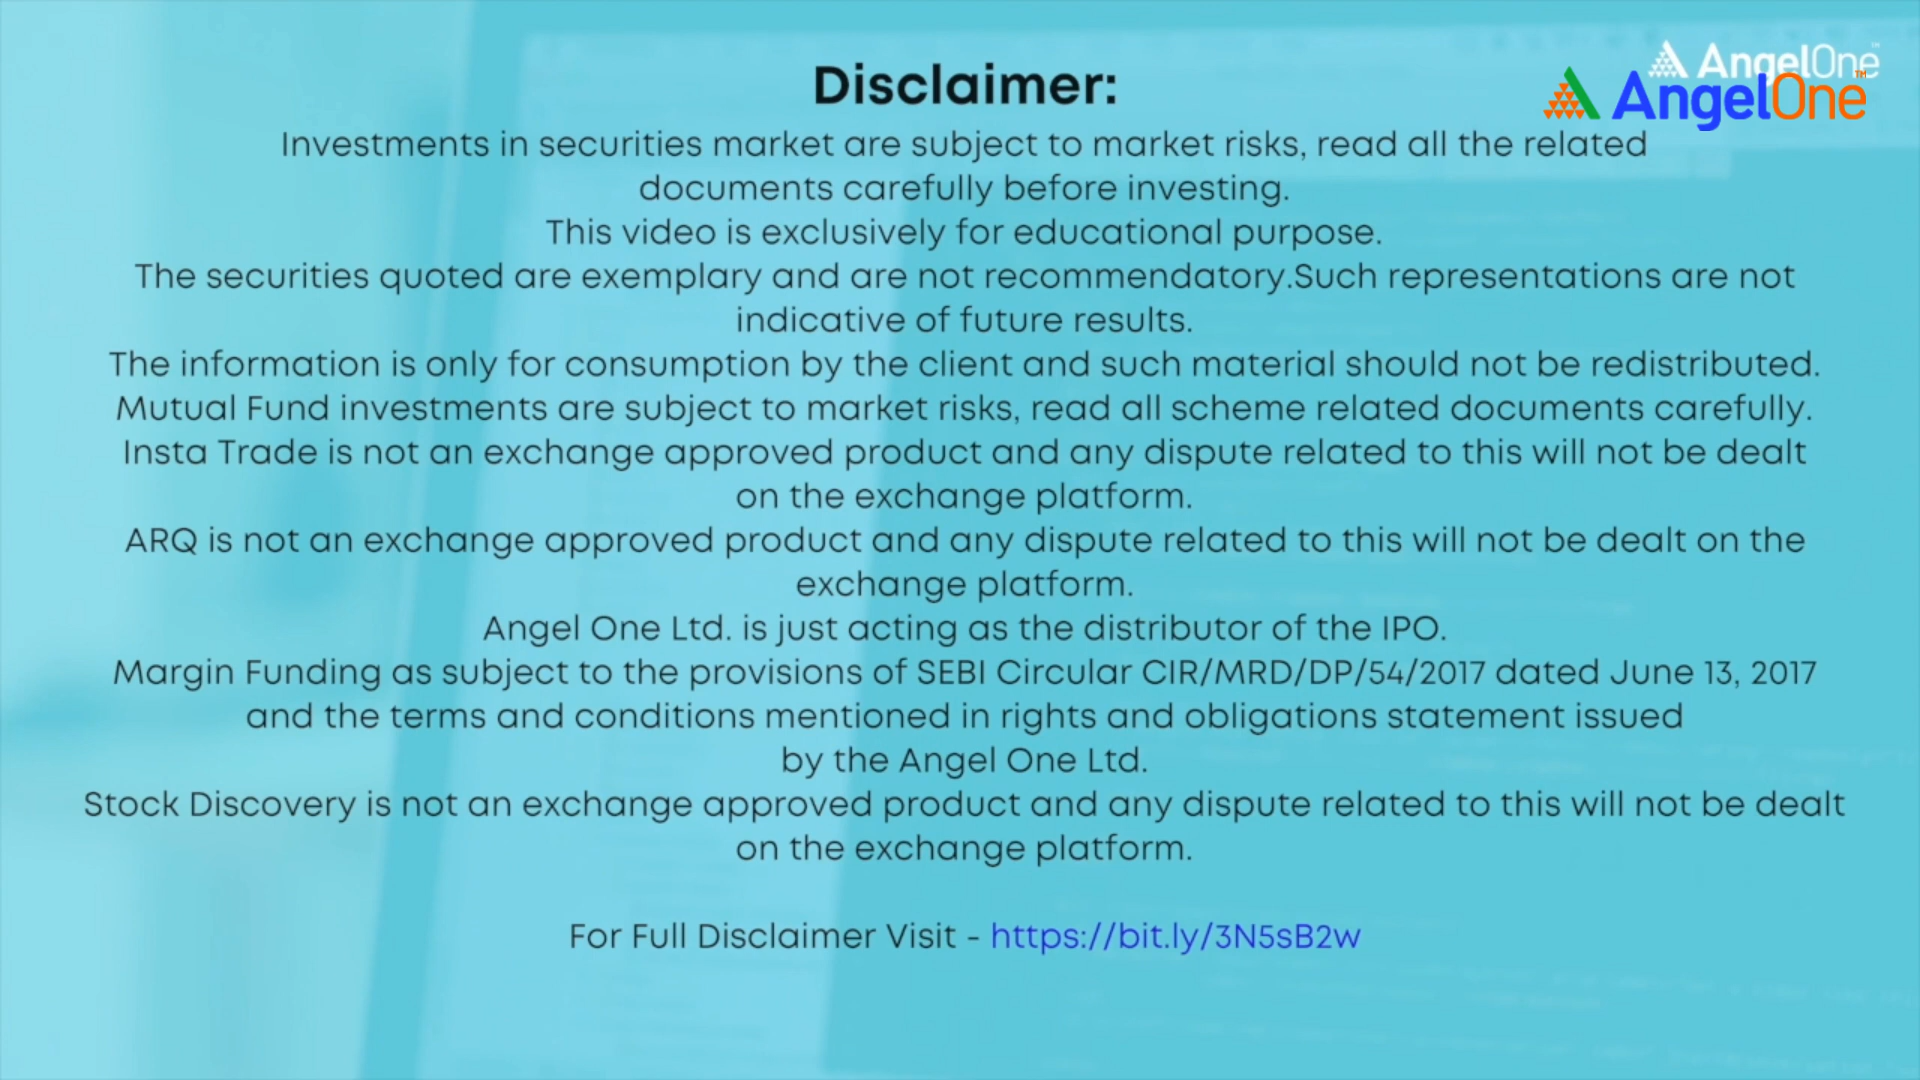 AngelOne™
AngelOne™
Disclaimer:
Investments in securities market are subject to market risks, read all the related
documents carefully before investing.
This video is exclusively for educational purpose.
The securities quoted are exemplary and are not recommendatory.Such representations are not
indicative of future results.
The information is only for consumption by the client and such material should not be redistributed.
Mutual Fund investments are subject to market risks, read all scheme related documents carefully.
Insta Trade is not an exchange approved product and any dispute related to this will not be dealt
on the exchange platform.
ARQ is not an exchange approved product and any dispute related to this will not be dealt on the
exchange platform.
Angel One Ltd. is just acting as the distributor of the IPO.
Margin Funding as subject to the provisions of SEBI Circular CIR/MRD/DP/54/2017 dated June 13, 2017
and the terms and conditions mentioned in rights and obligations statement issued
by the Angel One Ltd.
Stock Discovery is not an exchange approved product and any dispute related to this will not be dealt
on the exchange platform.
For Full Disclaimer Visit - https://bit.ly/3N5sB2w